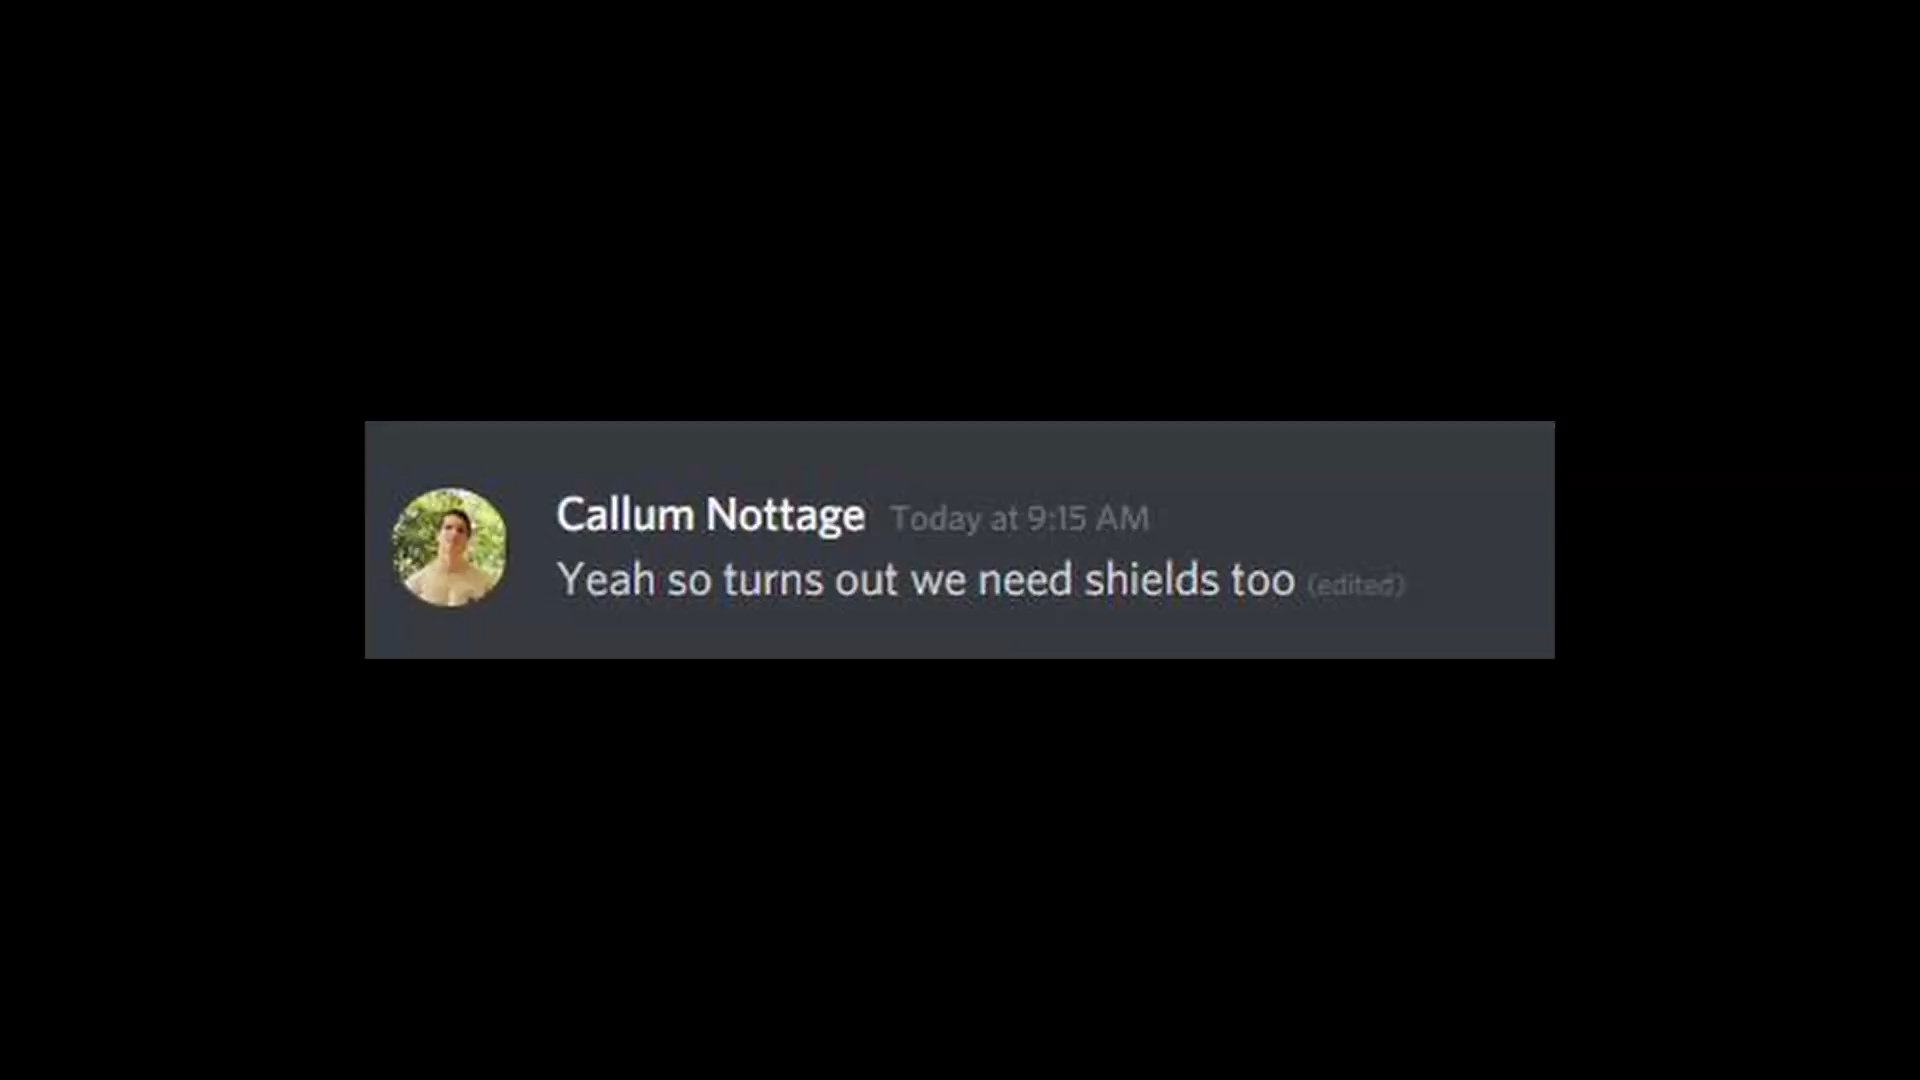 Callum Nottage Today at 9:15 AM
Yeah so turns out we need shields too (edited)